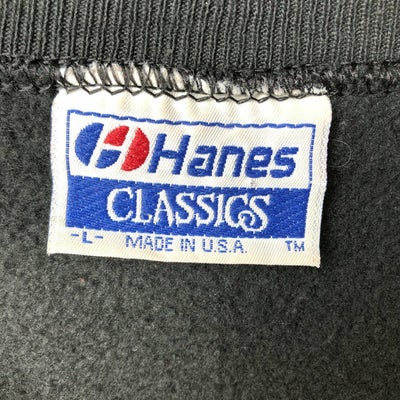 Hanes
CLASSICS
-L- MADE IN U.S.A. TM